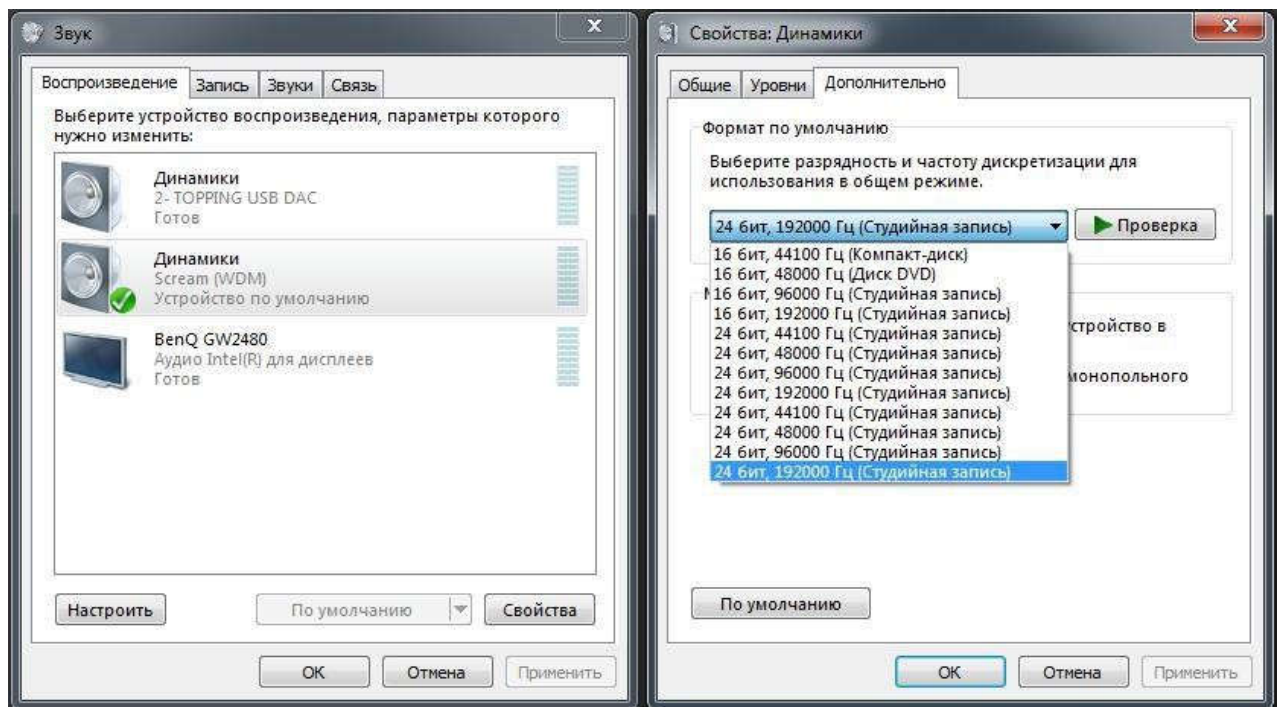 Звук
Воспроизведение Запись Звуки Связь
Выберите устройство воспроизведения, параметры которого
нужно изменить:
Динамики
2- TOPPING USB DAC
Готов
Динамики
Scream (WDM)
Устройство по умолчанию
BenQ GW2480
Аудио Intel(R) для дисплеев
Готов
Настроить По умолчанию Свойства
ОК Отмена Применить
Свойства: Динамики
Общие Уровни Дополнительно
Формат по умолчанию
Выберите разрядность и частоту дискретизации для
использования в общем режиме.
24 бит, 192000 Гц (Студийная запись) Проверка
16 бит, 44100 Гц (Компакт-диск)
16 бит, 48000 Гц (Диск DVD)
16 бит, 96000 Гц (Студийная запись)
16 бит, 192000 Гц (Студийная запись)
24 бит, 44100 Гц (Студийная запись)
24 бит, 48000 Гц (Студийная запись)
24 бит, 96000 Гц (Студийная запись)
24 бит, 192000 Гц (Студийная запись)
24 бит, 44100 Гц (Студийная запись)
24 бит, 48000 Гц (Студийная запись)
24 бит, 96000 Гц (Студийная запись)
24 бит, 192000 Гц (Студийная запись)
в
монопольного
По умолчанию
ОК Отмена Применить